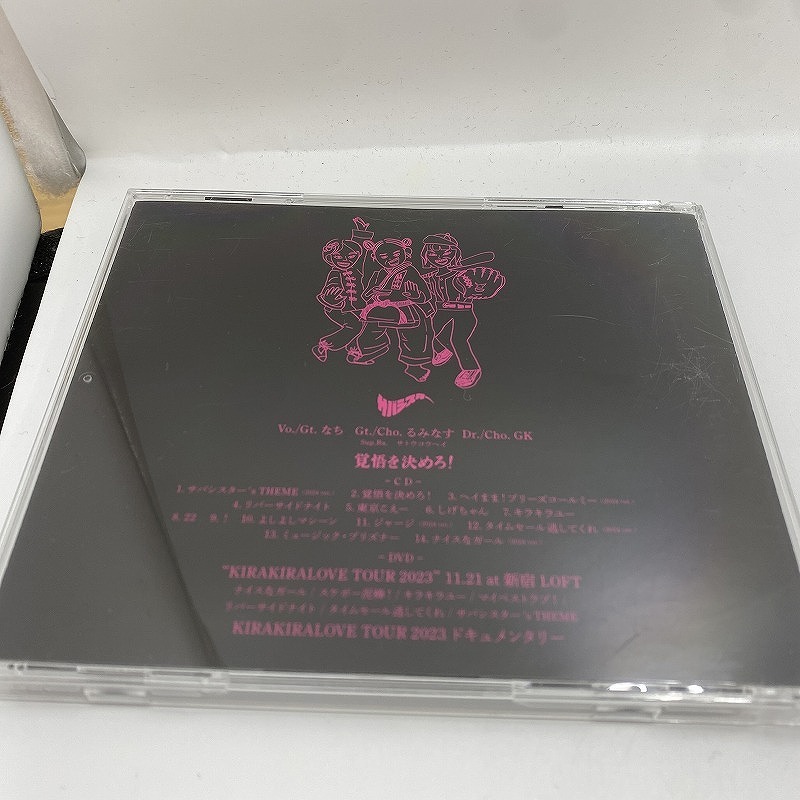 サバシスター
Vo./Gt. なち Gt./Cho. るみなす Dr./Cho. GK
Sup.Ba. サトウコウヘイ
覚悟を決めろ!
- CD -
1. サバシスター's THEME 2. 覚悟を決めろ! 3. ヘイまま!プリーズコールミー
4. リバーサイドナイト 5. 東京こえー 6. しげちゃん 7. キラキラユー
8. 22 9. ! 10. よしよしマシーン 11. ジャージ 12. タイムセール逃してくれ
13. ミュージック・プリズナー 14. ナイスなガール
- DVD -
"KIRAKIRALOVE TOUR 2023" 11.21 at 新宿 LOFT
ナイスなガール / スケボー泥棒! / キラキラユー / マイベストラブ! /
リバーサイドナイト / タイムセール逃してくれ / サバシスター's THEME
KIRAKIRALOVE TOUR 2023 ドキュメンタリー